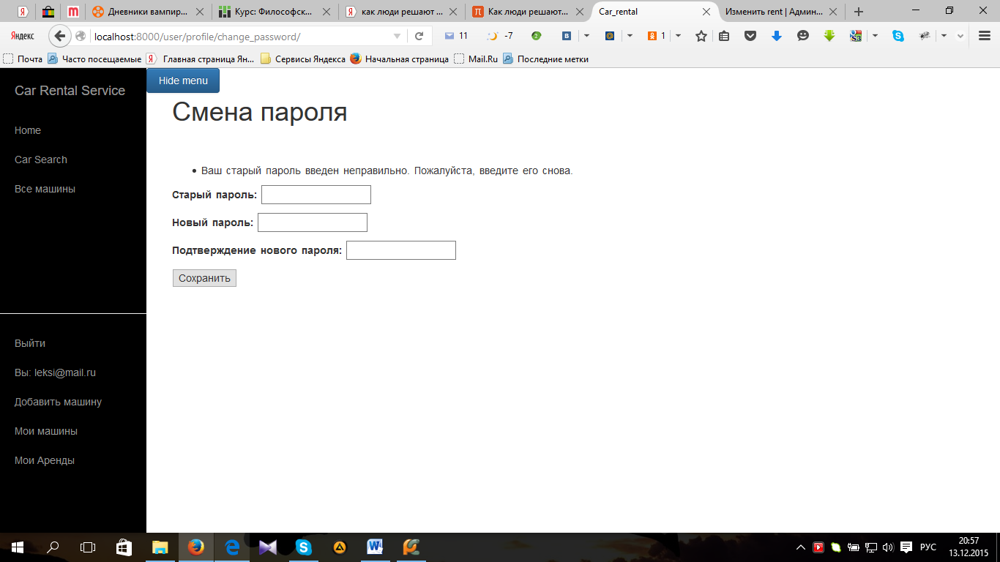 Я
m
Дневники вампир...
Курс: Философск...
Я
как люди решают ...
π
Как люди решают...
Car_rental
Изменить rent | Админ...
Яндекс
localhost:8000/user/profile/change_password/
11
-7
2
В
1
Почта
Часто посещаемые
Я
Главная страница Ян...
Сервисы Яндекса
Начальная страница
Mail.Ru
Последние метки
Car Rental Service
Home
Car Search
Все машины
Выйти
Вы: leksi@mail.ru
Добавить машину
Мои машины
Мои Аренды
Hide menu
Смена пароля
Ваш старый пароль введен неправильно. Пожалуйста, введите его снова.
Старый пароль:
Новый пароль:
Подтверждение нового пароля:
Сохранить
РУС
20:57
13.12.2015